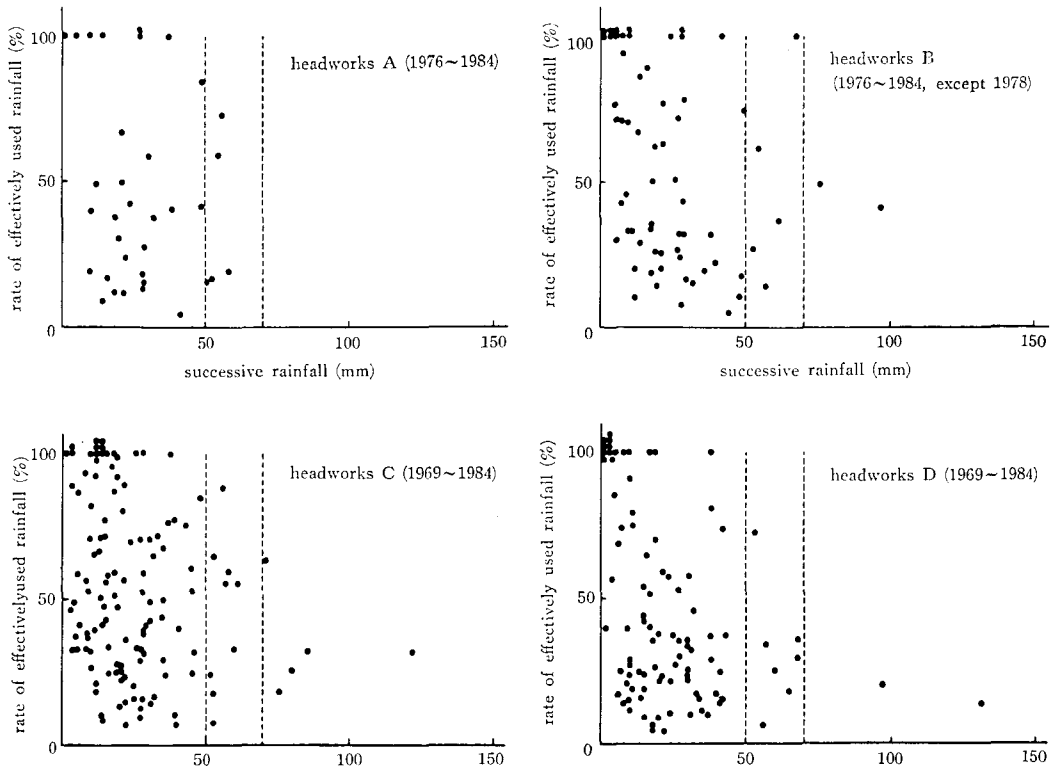 rate of effectively used rainfall (%)
100
50
0
50
100
150
successive rainfall (mm)
headworks A (1976~1984)
rate of effectively used rainfall (%)
100
50
0
50
100
150
successive rainfall (mm)
headworks B
(1976~1984, except 1978)
rate of effectivelyused rainfall (%)
100
50
0
50
100
150
headworks C (1969~1984)
rate of effectively used rainfall (%)
100
50
0
50
100
150
headworks D (1969~1984)